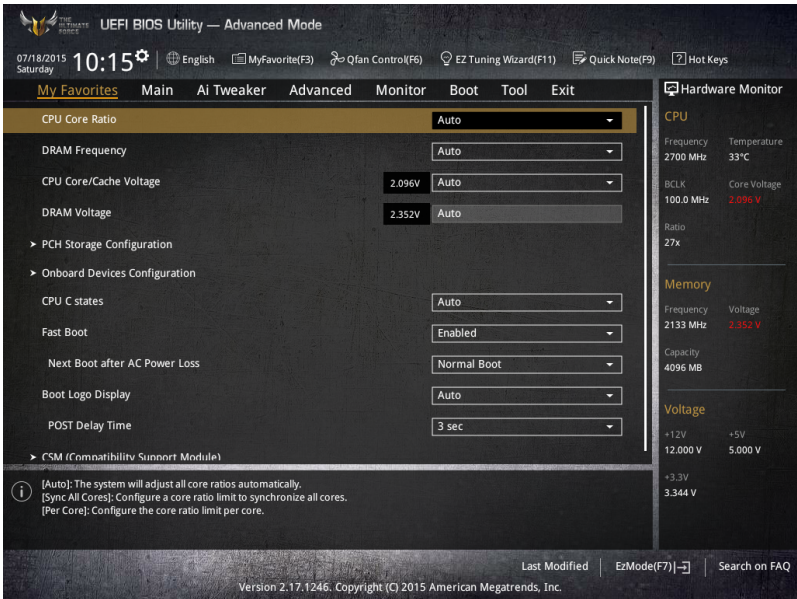 THE
ULTIMATE
FORCE
UEFI BIOS Utility — Advanced Mode
07/18/2015
Saturday
10:15
English
MyFavorite(F3)
Qfan Control(F6)
EZ Tuning Wizard(F11)
Quick Note(F9)
? Hot Keys
My Favorites Main Ai Tweaker Advanced Monitor Boot Tool Exit
Hardware Monitor
CPU Core Ratio Auto
DRAM Frequency Auto
CPU Core/Cache Voltage 2.096V Auto
DRAM Voltage 2.352V Auto
PCH Storage Configuration
Onboard Devices Configuration
CPU C states Auto
Fast Boot Enabled
Next Boot after AC Power Loss Normal Boot
Boot Logo Display Auto
POST Delay Time 3 sec
CSM (Compatibility Support Module)
CPU
Frequency Temperature
2700 MHz 33°C
BCLK Core Voltage
100.0 MHz 2.096 V
Ratio
27x
Memory
Frequency Voltage
2133 MHz 2.352 V
Capacity
4096 MB
Voltage
+12V +5V
12.000 V 5.000 V
+3.3V
3.344 V
[Auto]: The system will adjust all core ratios automatically.
[Sync All Cores]: Configure a core ratio limit to synchronize all cores.
[Per Core]: Configure the core ratio limit per core.
Last Modified EzMode(F7) Search on FAQ
Version 2.17.1246. Copyright (C) 2015 American Megatrends, Inc.